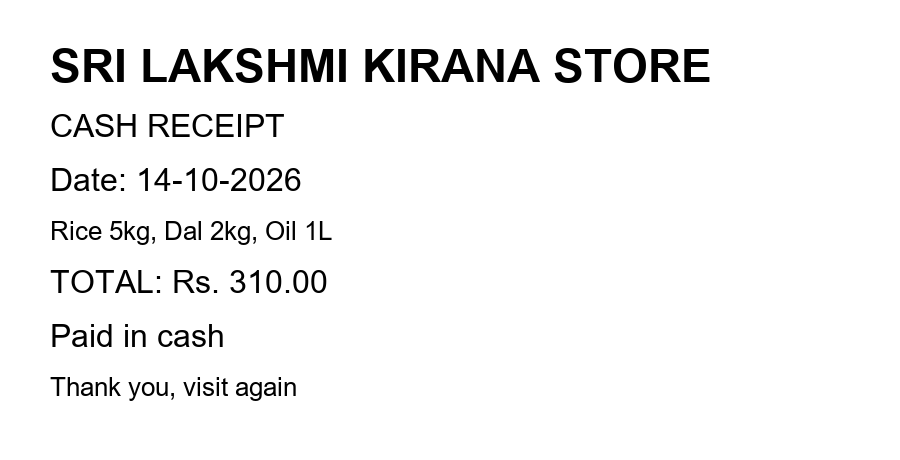 SRI LAKSHMI KIRANA STORE
CASH RECEIPT
Date: 14-10-2026
Rice 5kg, Dal 2kg, Oil 1L
TOTAL: Rs. 310.00
Paid in cash
Thank you, visit again